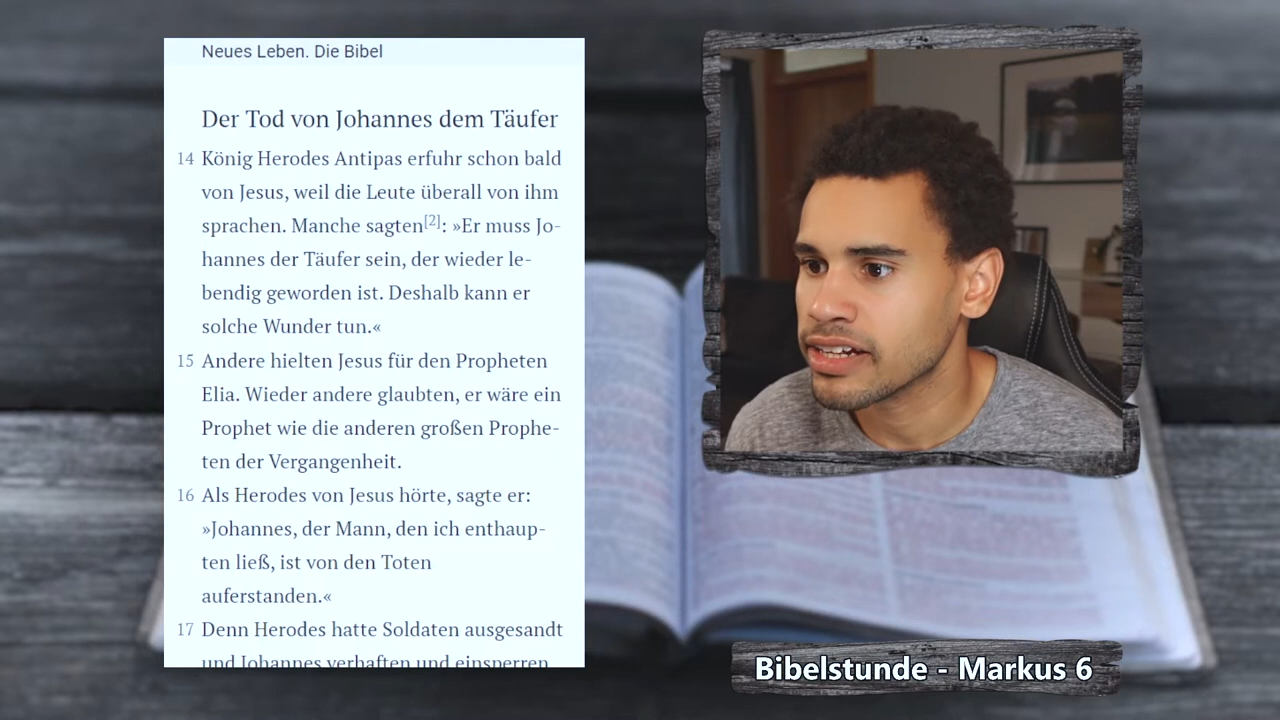 Neues Leben. Die Bibel
Der Tod von Johannes dem Täufer
14 König Herodes Antipas erfuhr schon bald
von Jesus, weil die Leute überall von ihm
sprachen. Manche sagten[2]: »Er muss Jo-
hannes der Täufer sein, der wieder le-
bendig geworden ist. Deshalb kann er
solche Wunder tun.«
15 Andere hielten Jesus für den Propheten
Elia. Wieder andere glaubten, er wäre ein
Prophet wie die anderen großen Prophe-
ten der Vergangenheit.
16 Als Herodes von Jesus hörte, sagte er:
»Johannes, der Mann, den ich enthaup-
ten ließ, ist von den Toten
auferstanden.«
17 Denn Herodes hatte Soldaten ausgesandt
und Johannes verhaften und einsperren
Bibelstunde - Markus 6